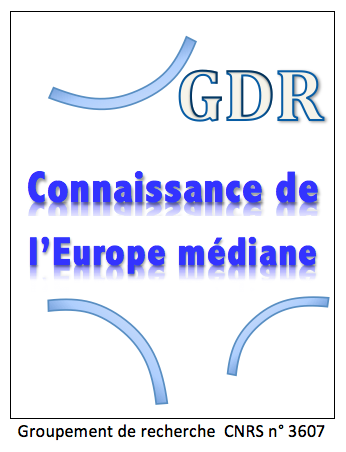 GDR
Connaissance de
l'Europe médiane
Groupement de recherche CNRS n° 3607